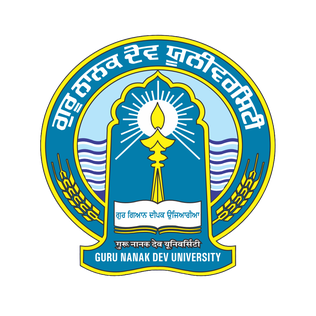 ਗੁਰੂ ਨਾਨਕ ਦੇਵ ਯੂਨੀਵਰਸਿਟੀ
ਗੁਰ ਗਿਆਨ ਦੀਪਕ ਉਜਿਆਰੀਆ
गुरू नानक देव यूनिवर्सिटी
GURU NANAK DEV UNIVERSITY